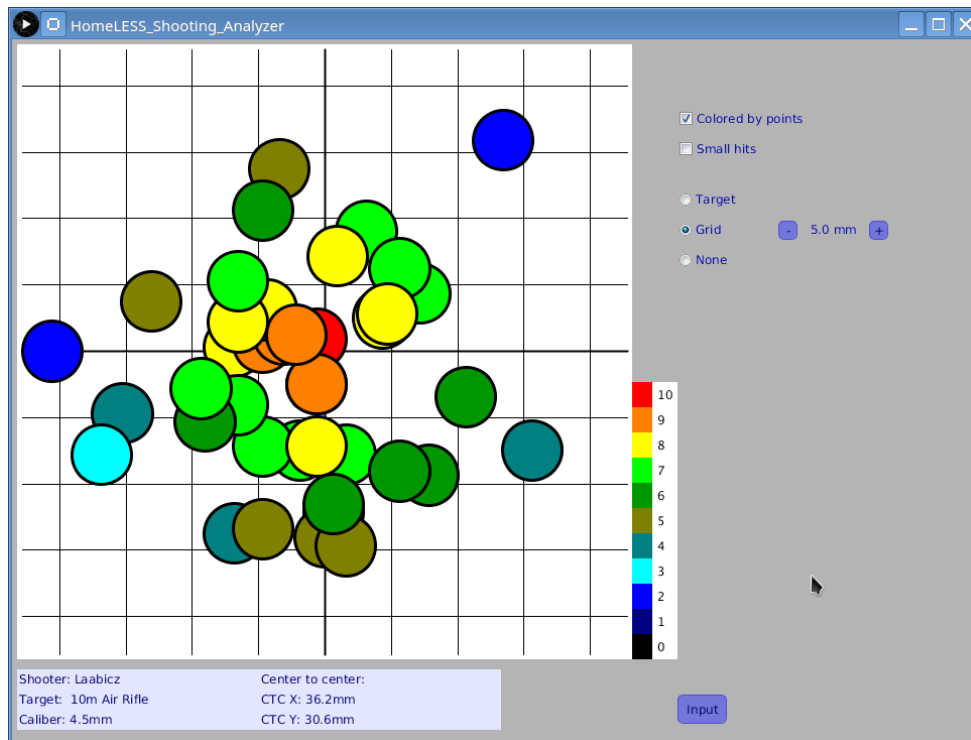 HomeLESS_Shooting_Analyzer
Colored by points
Small hits
Target
Grid - 5.0 mm +
None
10
9
8
7
6
5
4
3
2
1
0
Shooter: Laabicz
Target: 10m Air Rifle
Caliber: 4.5mm
Center to center:
CTC X: 36.2mm
CTC Y: 30.6mm
Input